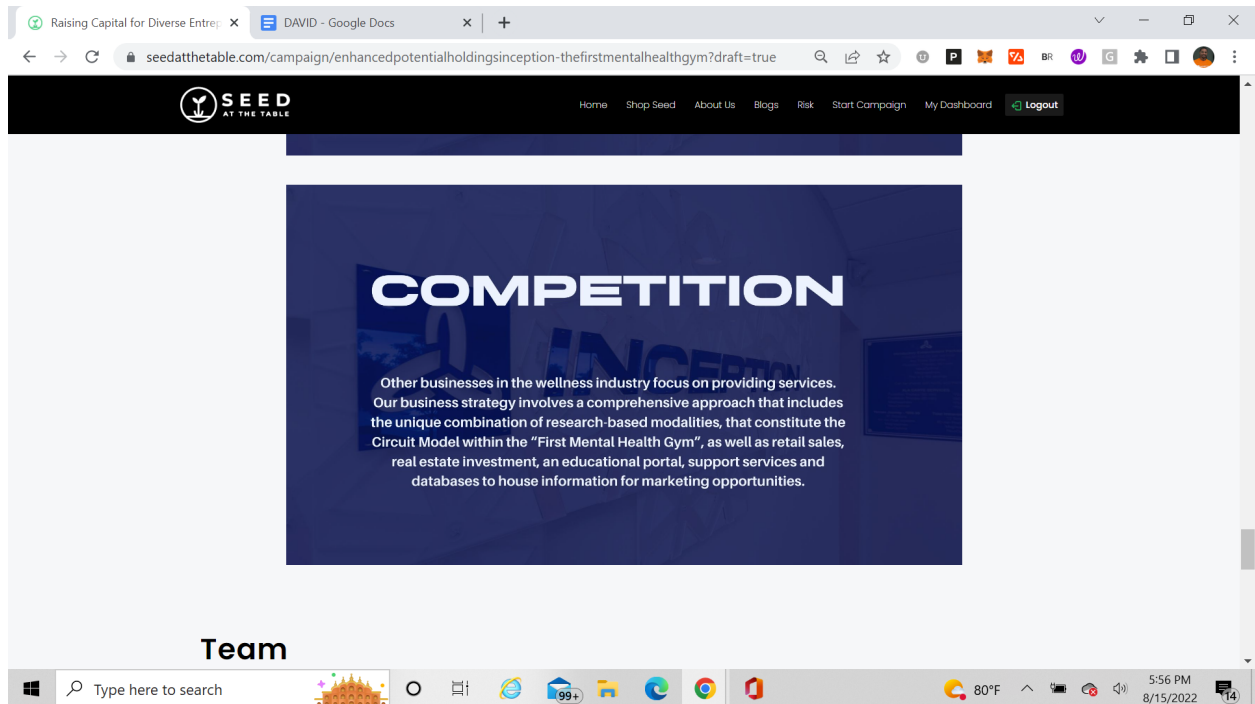 Raising Capital for Diverse Entrep
DAVID - Google Docs
seedatthetable.com/campaign/enhancedpotentialholdingsinception-thefirstmentalhealthgym?draft=true
BR
SEED
AT THE TABLE
Home Shop Seed About Us Blogs Risk Start Campaign My Dashboard Logout
COMPETITION
INCEPTION
Other businesses in the wellness industry focus on providing services.
Our business strategy involves a comprehensive approach that includes
the unique combination of research-based modalities, that constitute the
Circuit Model within the “First Mental Health Gym”, as well as retail sales,
real estate investment, an educational portal, support services and
databases to house information for marketing opportunities.
Team
Type here to search
99+
80°F
5:56 PM
8/15/2022
14